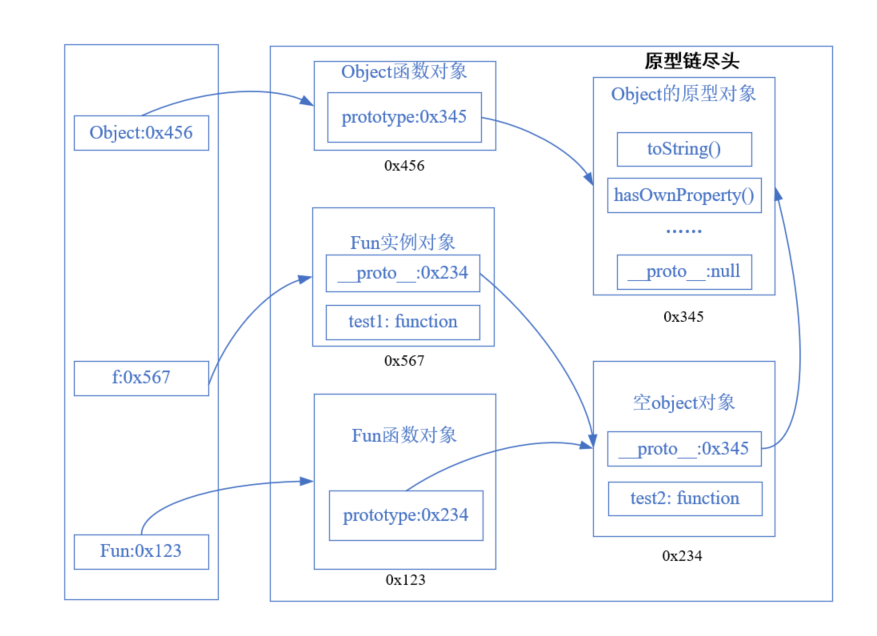 Object:0x456
f:0x567
Fun:0x123
Object函数对象
prototype:0x345
0x456
Fun实例对象
__proto__:0x234
test1: function
0x567
Fun函数对象
prototype:0x234
0x123
原型链尽头
Object的原型对象
toString()
hasOwnProperty()
……
__proto__:null
0x345
空object对象
__proto__:0x345
test2: function
0x234